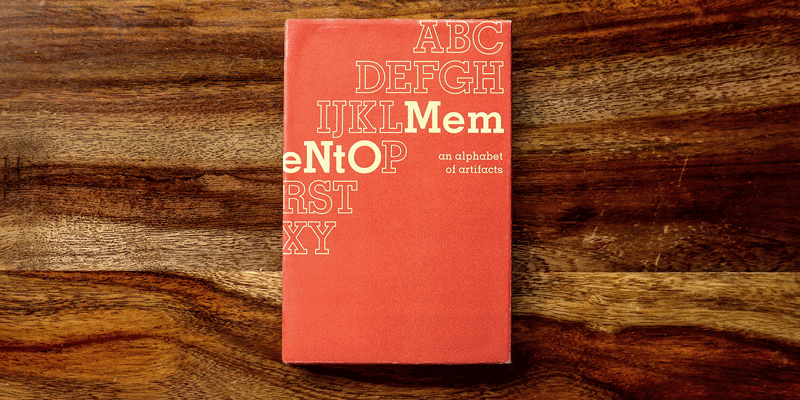 ABC
DEFGH
IJKLMem
eNtOP
an alphabet
of artifacts
RST
XY